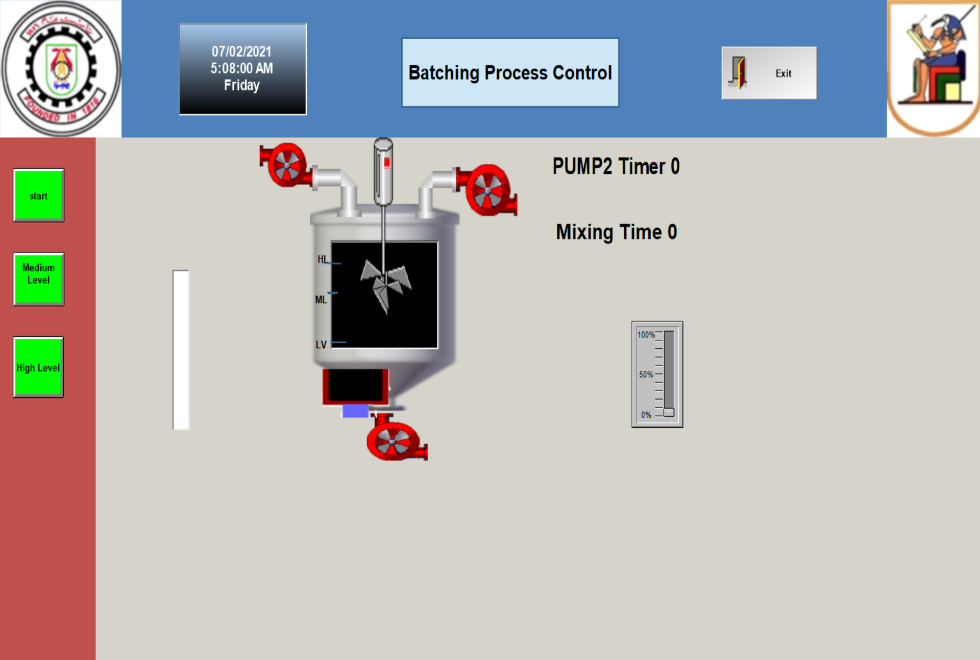 07/02/2021
5:08:00 AM
Friday
Batching Process Control
Exit
FOUNDED IN 1816
start
Medium
Level
High Level
PUMP2 Timer 0
Mixing Time 0
HL
ML
LV
100%
50%
0%